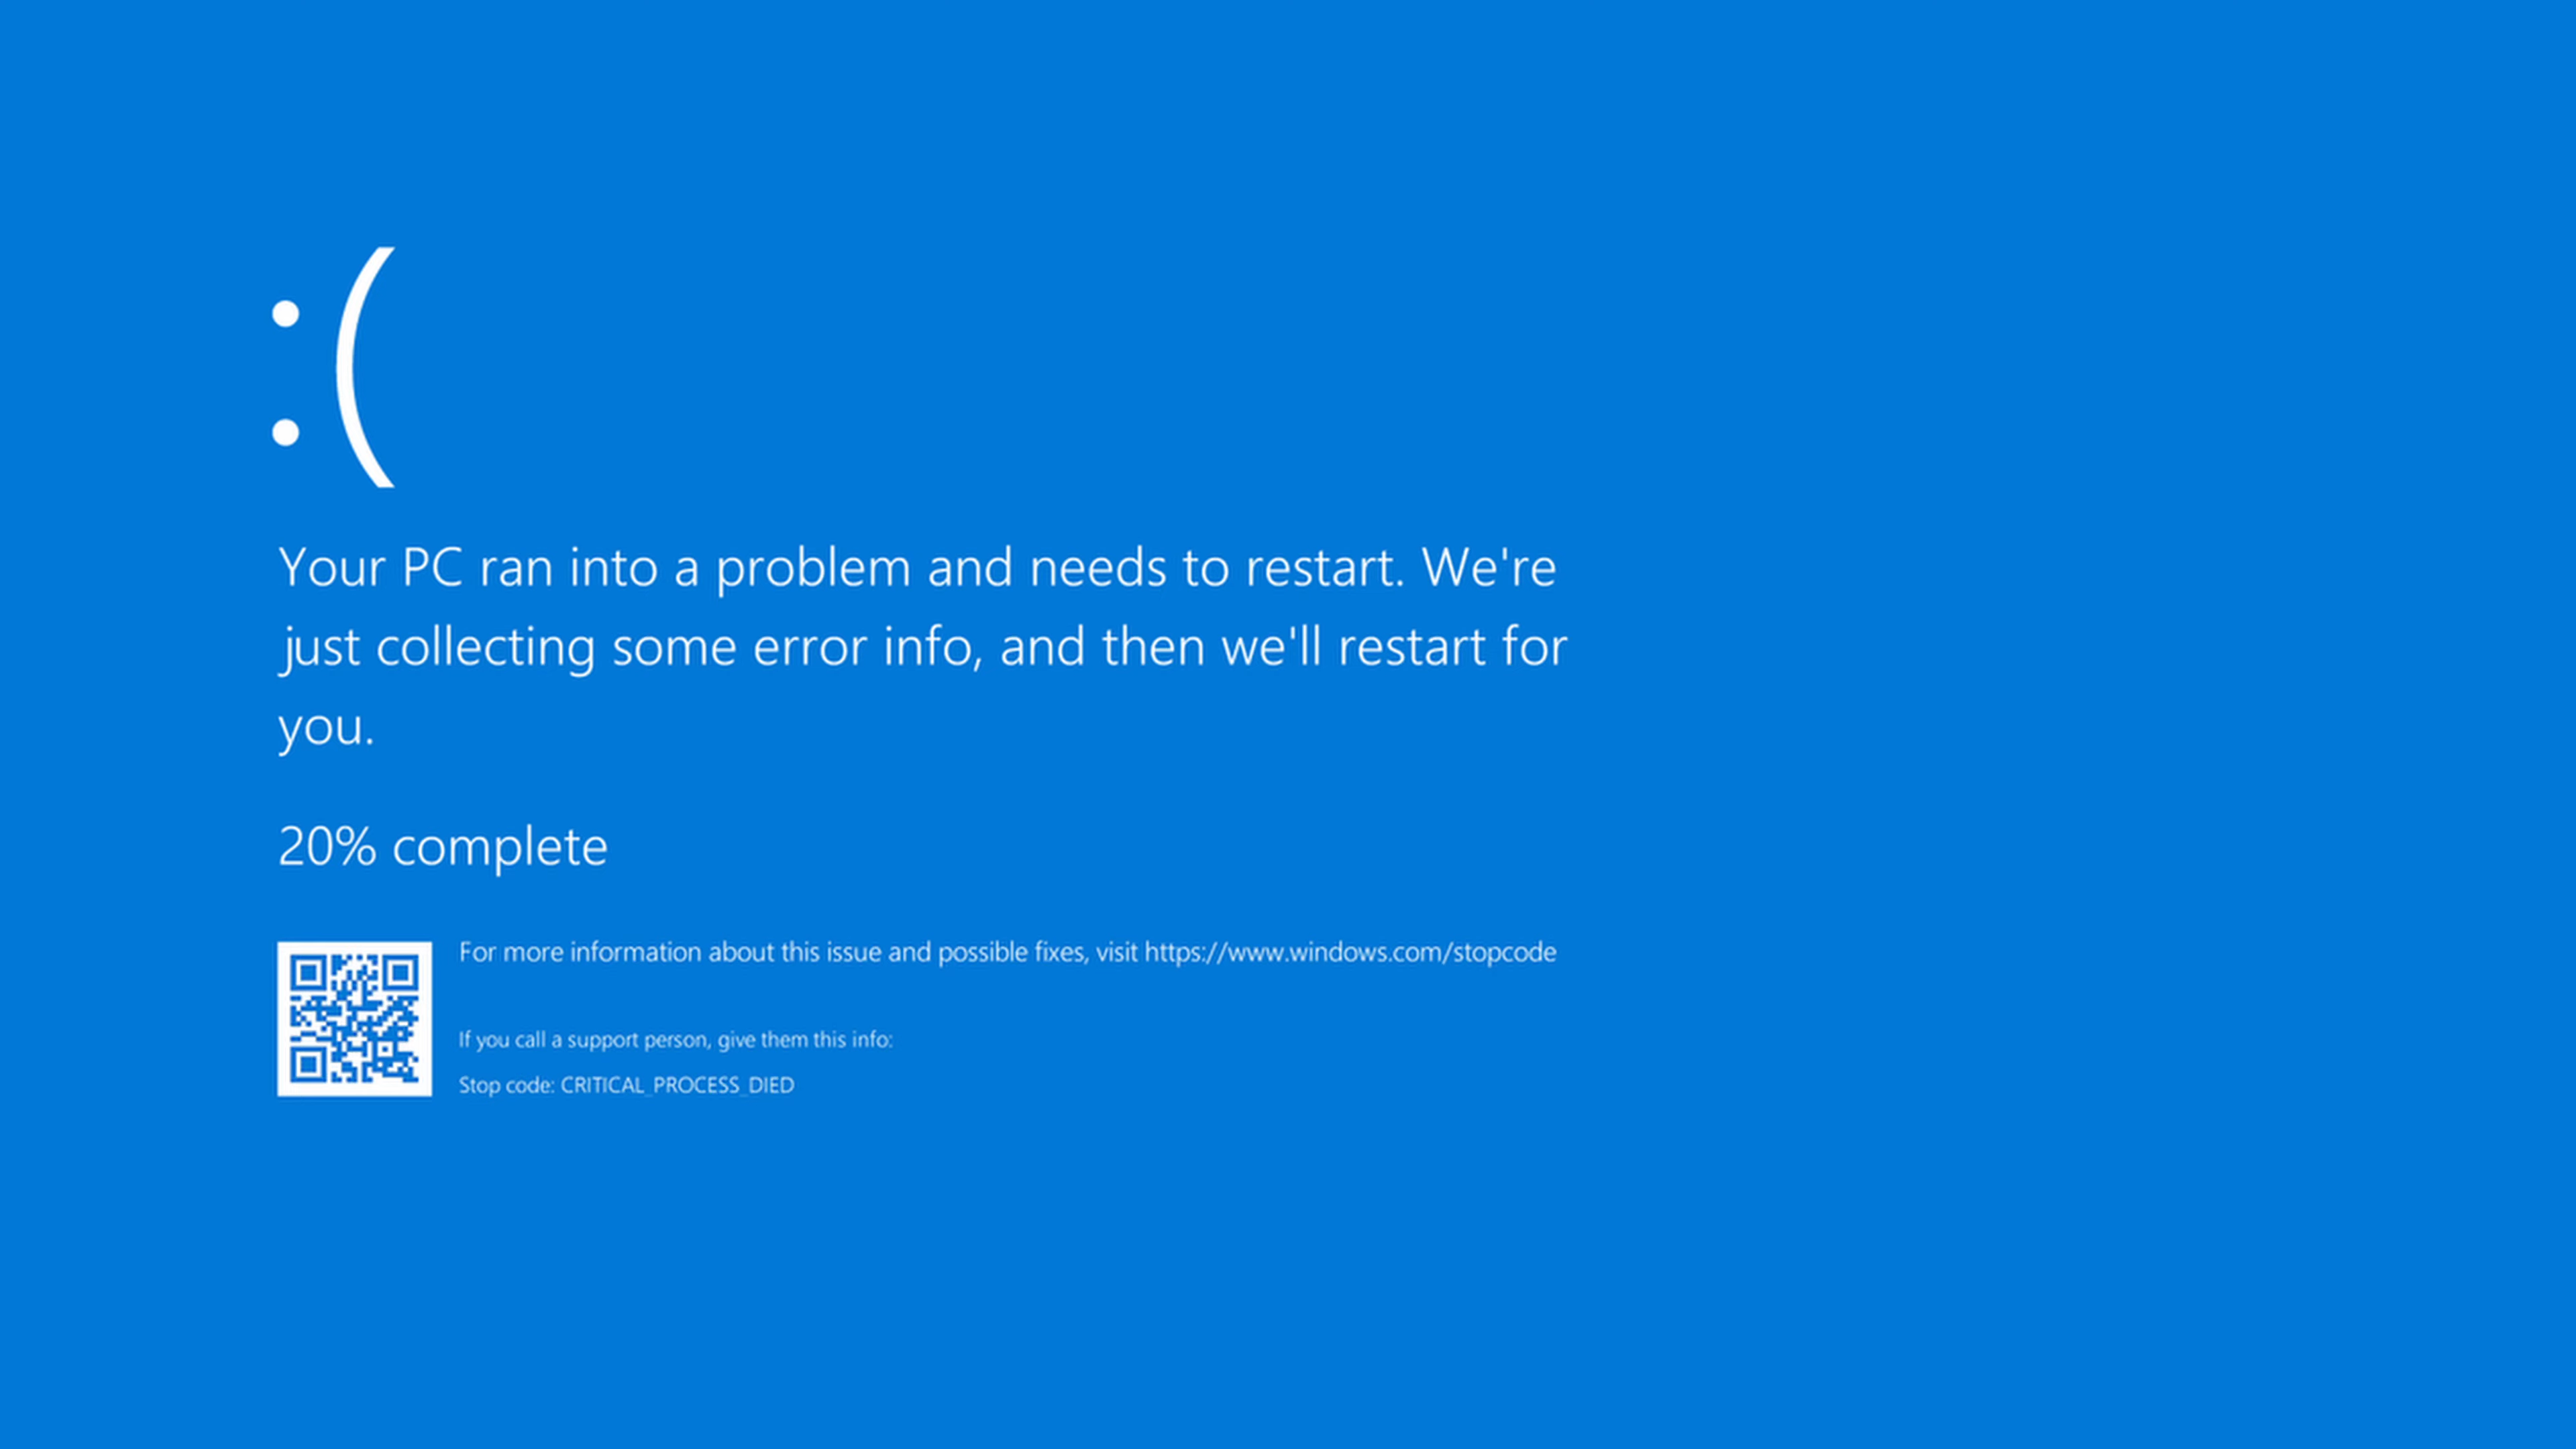 :(
Your PC ran into a problem and needs to restart. We're
just collecting some error info, and then we'll restart for
you.
20% complete
For more information about this issue and possible fixes, visit https://www.windows.com/stopcode
If you call a support person, give them this info:
Stop code: CRITICAL_PROCESS_DIED